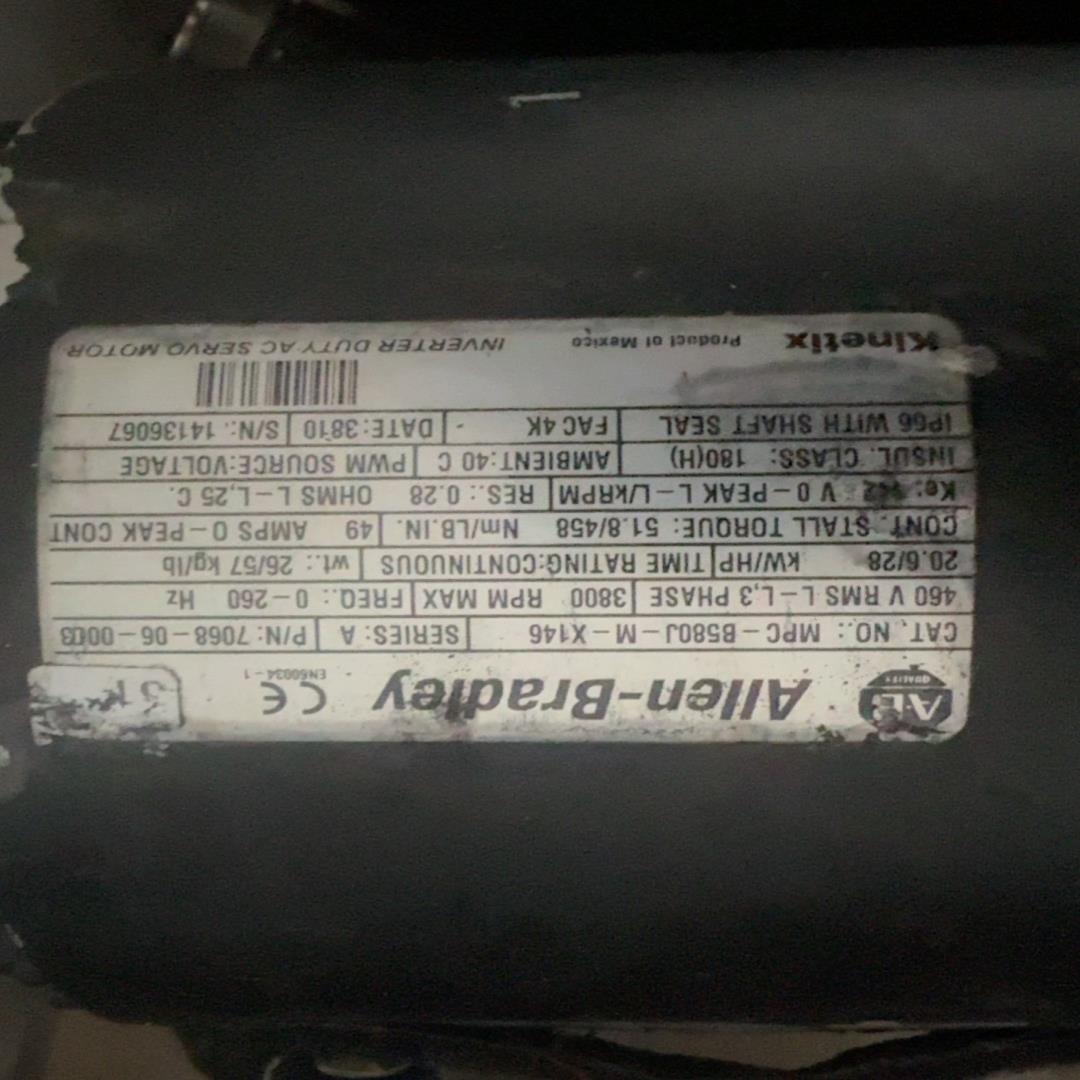 AB QUALITY Allen-Bradley CE EN60034-1
CAT. NO.: MPC-B580J-M-X146 SERIES: A P/N: 7068-06-0003
460 V RMS L-L,3 PHASE 3800 RPM MAX FREQ.: 0-260 Hz
20.6/28 KW/HP TIME RATING:CONTINUOUS wt.: 26/57 kg/lb
CONT. STALL TORQUE: 51.8/458 Nm/LB.IN. 49 AMPS 0-PEAK CONT
Ke: V 0-PEAK L-L/kRPM RES.: 0.28 OHMS L-L,25 C.
INSUL. CLASS: 180(H) AMBIENT:40 C PWM SOURCE:VOLTAGE
IP66 WITH SHAFT SEAL FAC 4K - DATE:3810 S/N: 14136067
Kinetix Product of Mexico INVERTER DUTY AC SERVO MOTOR